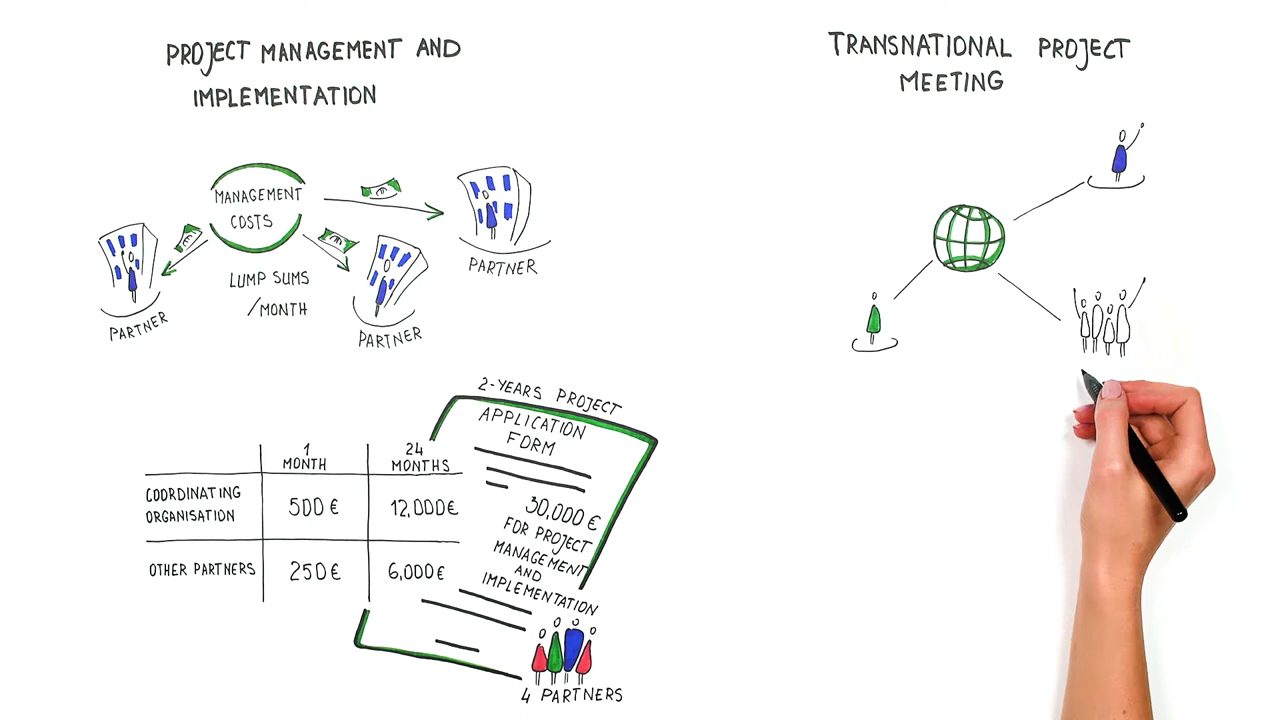 PROJECT MANAGEMENT AND
IMPLEMENTATION
MANAGEMENT
COSTS
LUMP SUMS
/MONTH
PARTNER
PARTNER
PARTNER
1
MONTH
24
MONTHS
COORDINATING
ORGANISATION
500 €
12,000 €
OTHER PARTNERS
250 €
6,000 €
2-YEARS PROJECT
APPLICATION
FORM
30,000 €
FOR PROJECT
MANAGEMENT
AND
IMPLEMENTATION
4 PARTNERS
TRANSNATIONAL PROJECT
MEETING